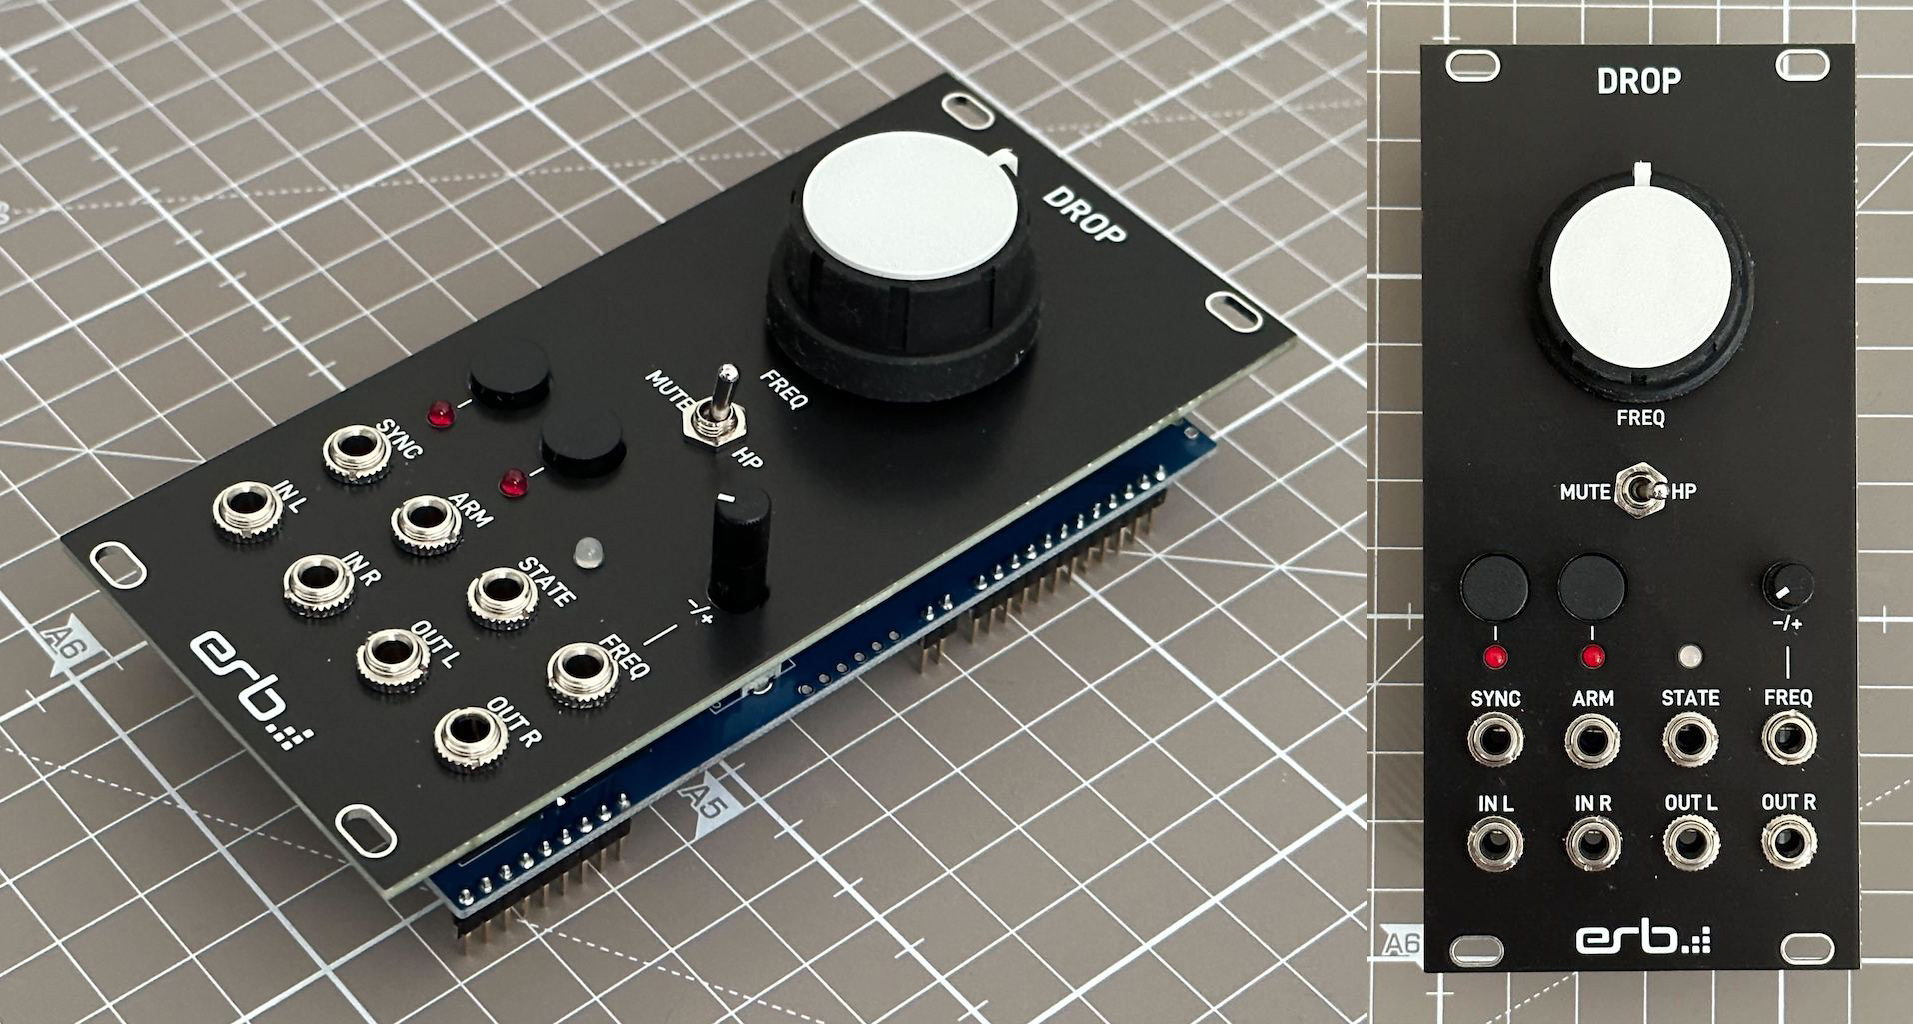 DROP
FREQ
MUTE
HP
-/+
SYNC
ARM
STATE
FREQ
IN L
IN R
OUT L
OUT R
erb
A6
A5
DROP
FREQ
MUTE HP
-/+
SYNC ARM STATE FREQ
IN L IN R OUT L OUT R
erb
A6